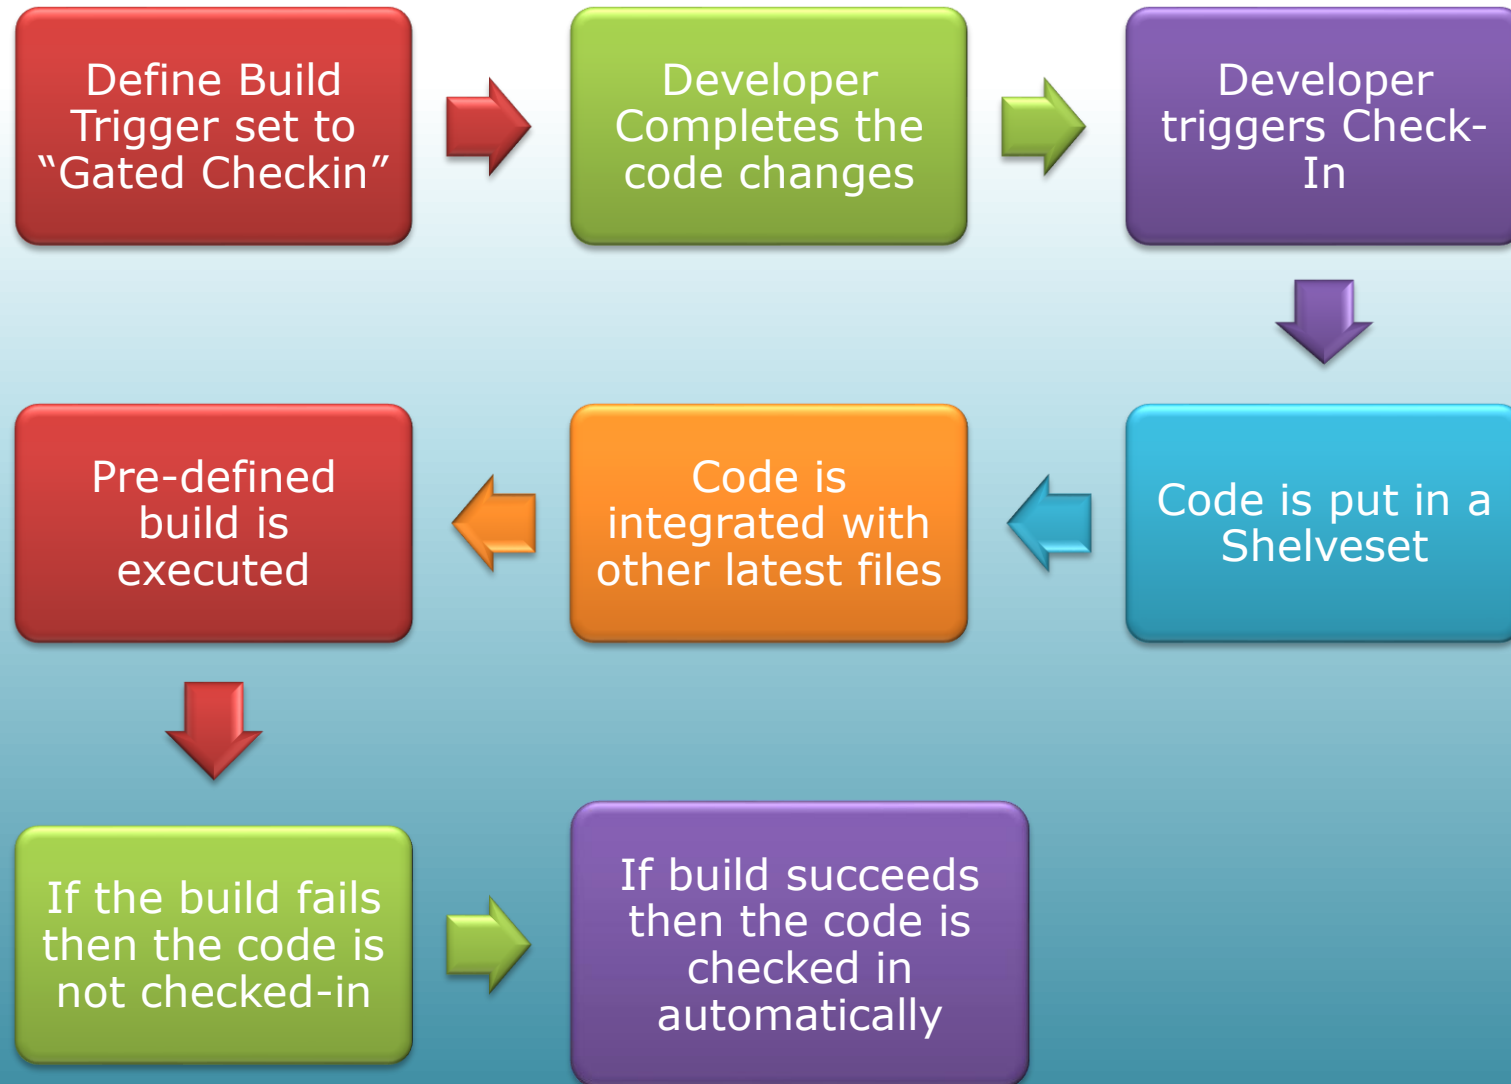 Define Build
Trigger set to
“Gated Checkin”
Developer
Completes the
code changes
Developer
triggers Check-
In
Code is put in a
Shelveset
Code is
integrated with
other latest files
Pre-defined
build is
executed
If the build fails
then the code is
not checked-in
If build succeeds
then the code is
checked in
automatically